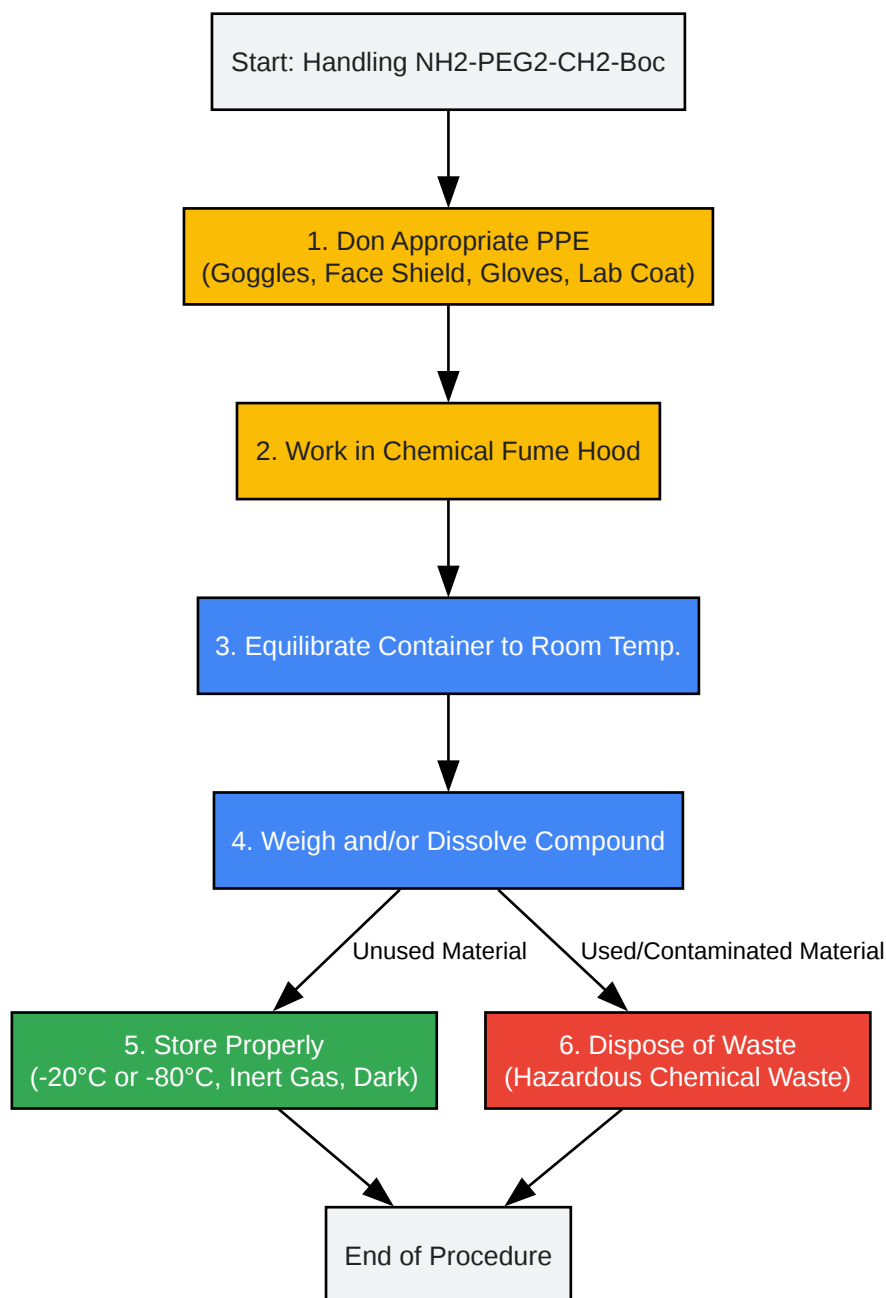 Start: Handling NH2-PEG2-CH2-Boc
1. Don Appropriate PPE
(Goggles, Face Shield, Gloves, Lab Coat)
2. Work in Chemical Fume Hood
3. Equilibrate Container to Room Temp.
4. Weigh and/or Dissolve Compound
Unused Material
Used/Contaminated Material
5. Store Properly
(-20°C or -80°C, Inert Gas, Dark)
6. Dispose of Waste
(Hazardous Chemical Waste)
End of Procedure